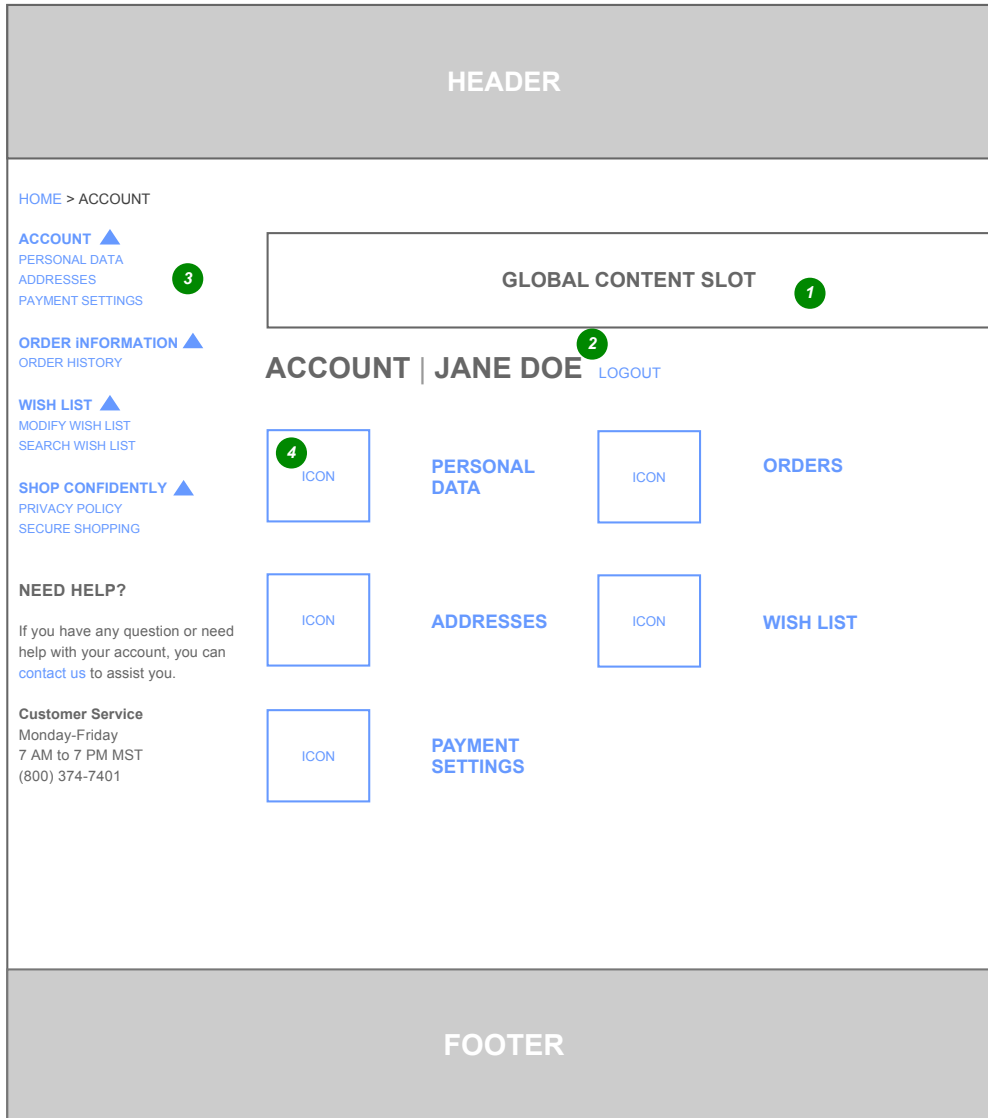 HEADER
HOME > ACCOUNT
ACCOUNT
PERSONAL DATA
ADDRESSES
3
PAYMENT SETTINGS
ORDER iNFORMATION
ORDER HISTORY
WISH LIST
MODIFY WISH LIST
SEARCH WISH LIST
SHOP CONFIDENTLY
PRIVACY POLICY
SECURE SHOPPING
NEED HELP?
If you have any question or need
help with your account, you can
contact us to assist you.
Customer Service
Monday-Friday
7 AM to 7 PM MST
(800) 374-7401
GLOBAL CONTENT SLOT
1
2
ACCOUNT | JANE DOE LOGOUT
4
ICON
PERSONAL
DATA
ICON
ORDERS
ICON
ADDRESSES
ICON
WISH LIST
ICON
PAYMENT
SETTINGS
FOOTER